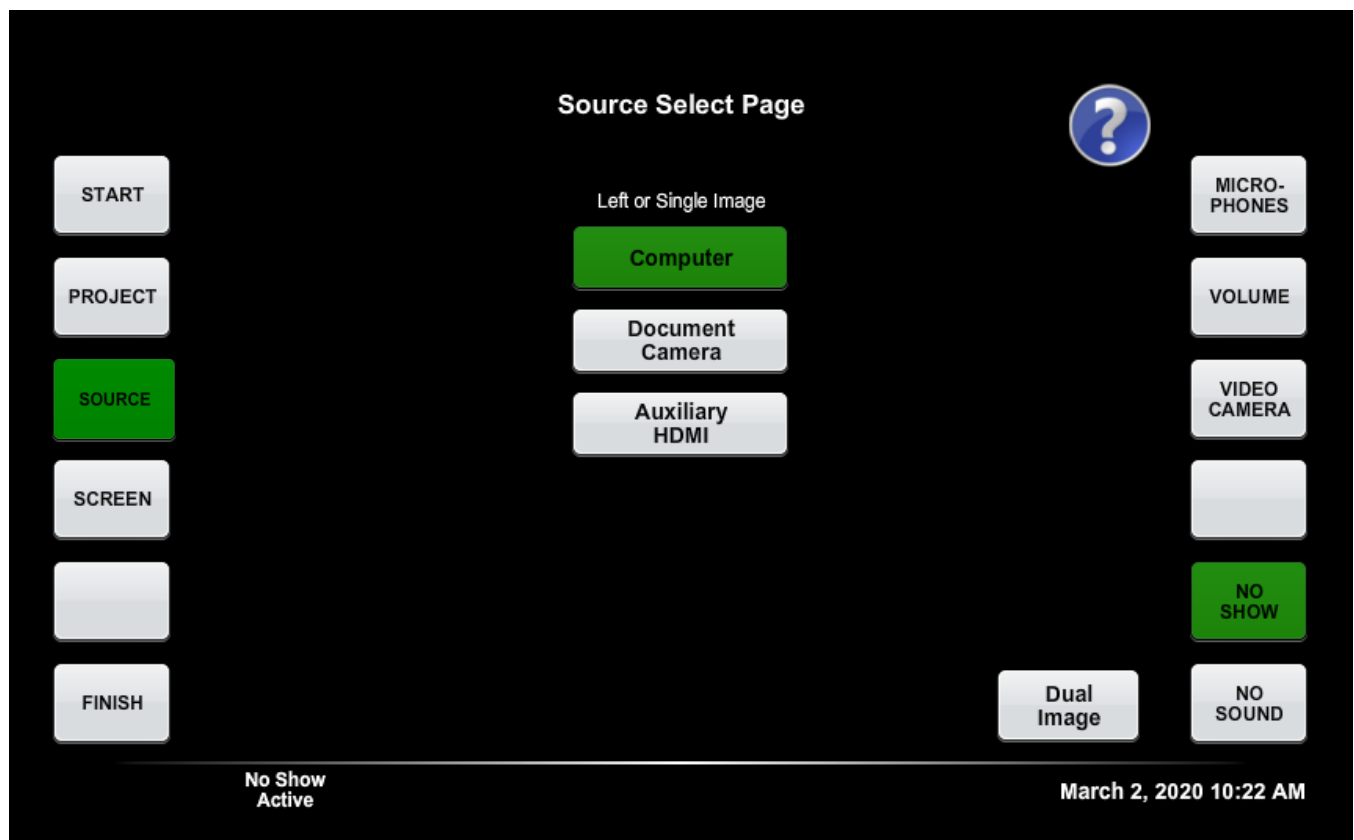 Source Select Page
?
START
PROJECT
SOURCE
SCREEN
FINISH
Left or Single Image
Computer
Document
Camera
Auxiliary
HDMI
MICRO-
PHONES
VOLUME
VIDEO
CAMERA
NO
SHOW
NO
SOUND
Dual
Image
No Show
Active
March 2, 2020 10:22 AM